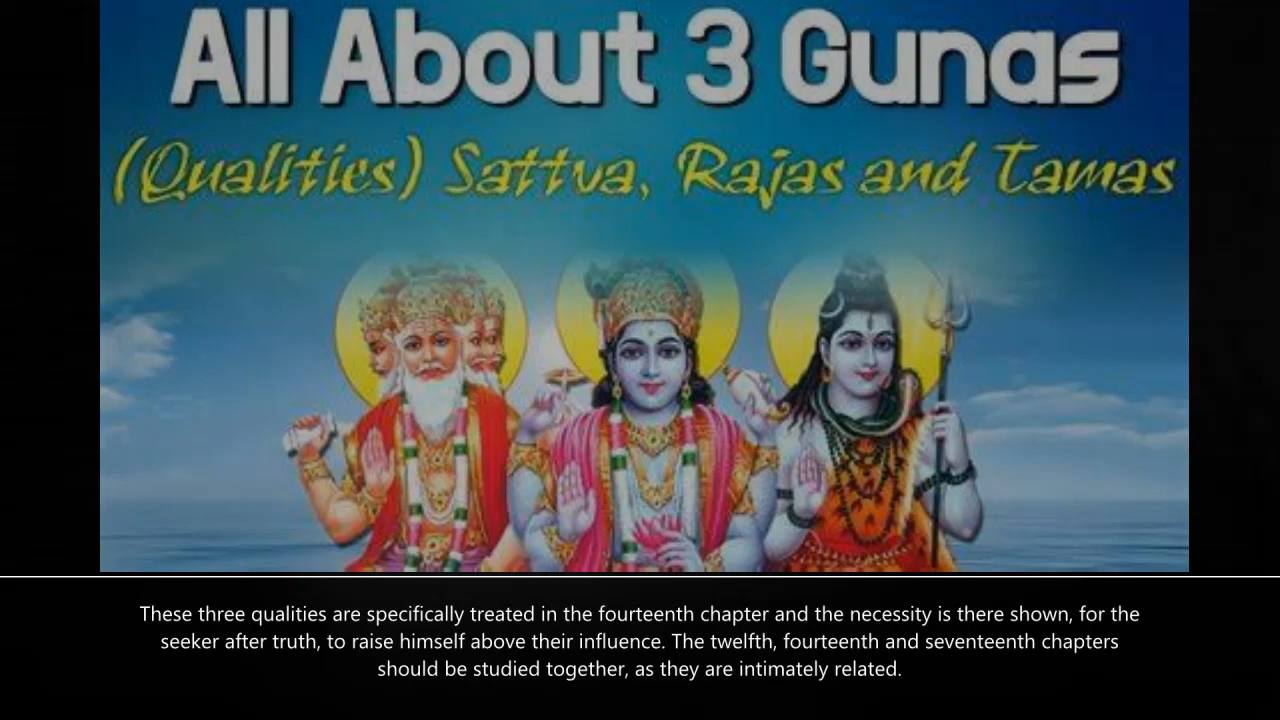 All About 3 Gunas
(Qualities) Sattva, Rajas and Tamas
These three qualities are specifically treated in the fourteenth chapter and the necessity is there shown, for the
seeker after truth, to raise himself above their influence. The twelfth, fourteenth and seventeenth chapters
should be studied together, as they are intimately related.